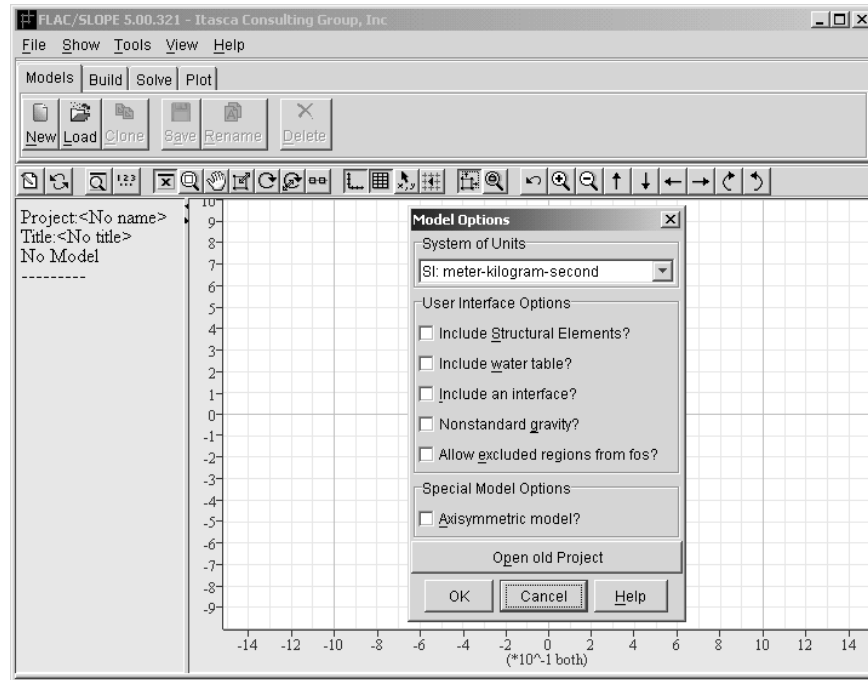 FLAC/SLOPE 5.00.321 - Itasca Consulting Group, Inc
File Show Tools View Help
Models Build Solve Plot
New Load Clone Save Rename Delete
123
x,y
Project:<No name>
Title:<No title>
No Model
---------
10
9
8
7
6
5
4
3
2
1
0
-1
-2
-3
-4
-5
-6
-7
-8
-9
Model Options
System of Units
SI: meter-kilogram-second
User Interface Options
Include Structural Elements?
Include water table?
Include an interface?
Nonstandard gravity?
Allow excluded regions from fos?
Special Model Options
Axisymmetric model?
Open old Project
OK Cancel Help
-14 -12 -10 -8 -6 -4 -2 0 2 4 6 8 10 12 14
(*10^-1 both)